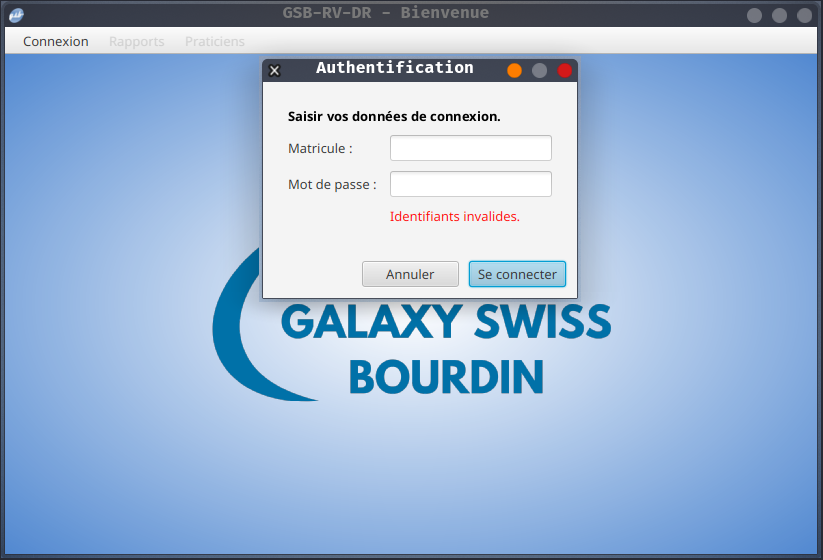 GSB-RV-DR - Bienvenue
Connexion Rapports Praticiens
Authentification
Saisir vos données de connexion.
Matricule :
Mot de passe :
Identifiants invalides.
Annuler Se connecter
GALAXY SWISS
BOURDIN